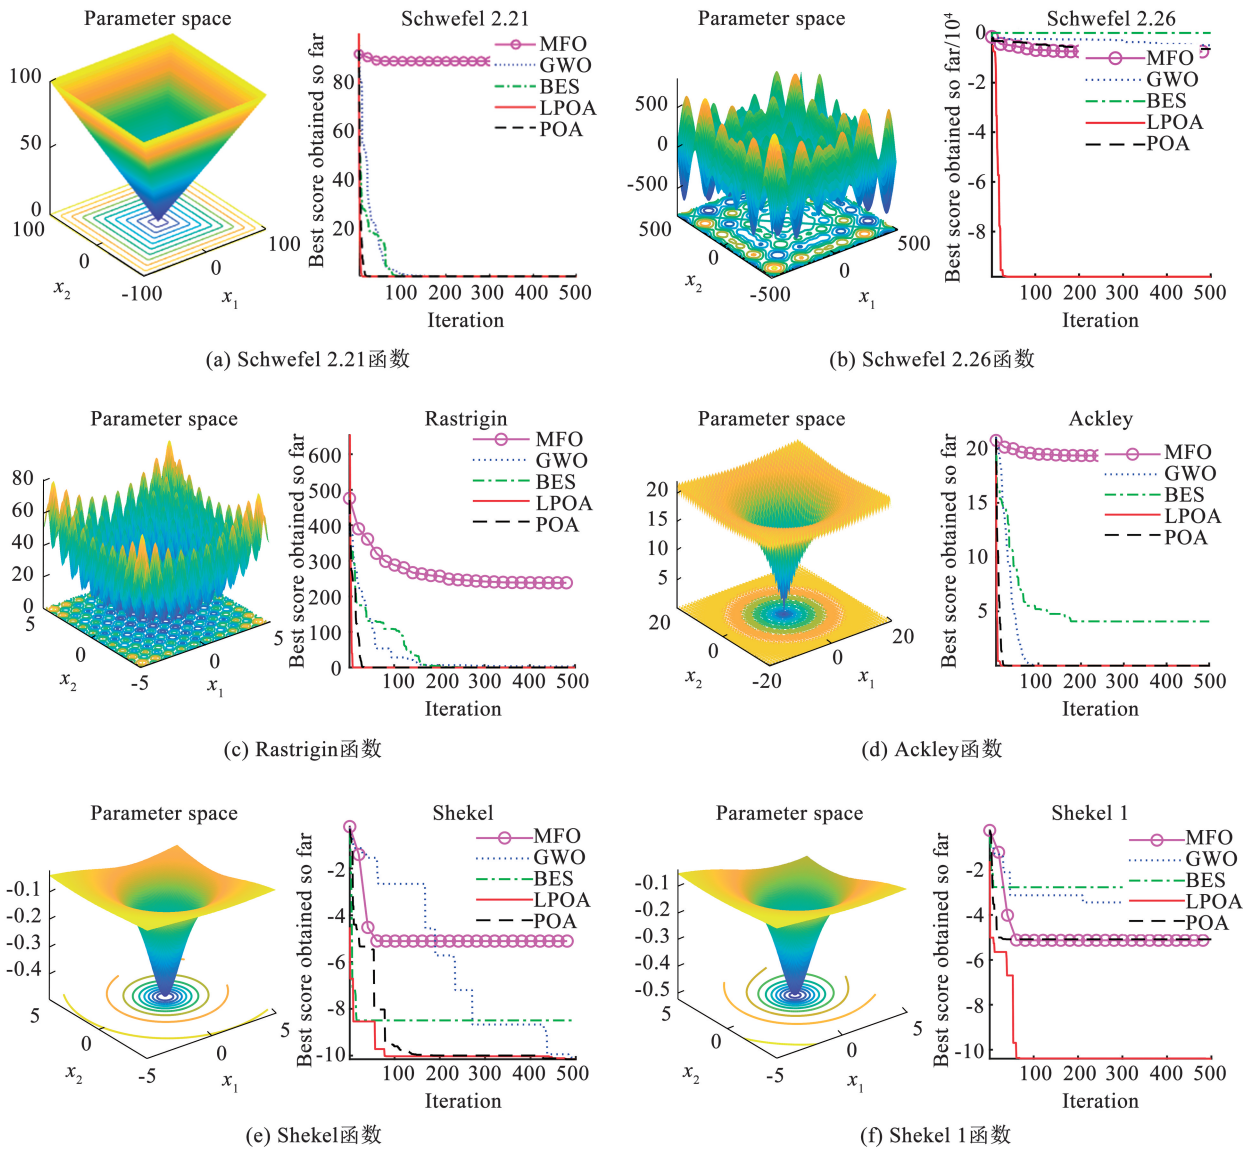 Parameter space
Schwefel 2.21
100
50
0
100
0
-100
0
100
x2
x1
Best score obtained so far
80
60
40
20
100 200 300 400 500
Iteration
MFO
GWO
BES
LPOA
POA
(a) Schwefel 2.21函数
Parameter space
Schwefel 2.26
500
0
-500
500
0
-500
0
500
x2
x1
Best score obtained so far/10^4
0
-2
-4
-6
-8
100 200 300 400 500
Iteration
MFO
GWO
BES
LPOA
POA
(b) Schwefel 2.26函数
Parameter space
Rastrigin
80
60
40
20
0
5
0
-5
0
5
x2
x1
Best score obtained so far
600
500
400
300
200
100
0
100 200 300 400 500
Iteration
MFO
GWO
BES
LPOA
POA
(c) Rastrigin函数
Parameter space
Ackley
20
15
10
5
20
0
-20
0
20
x2
x1
Best score obtained so far
20
15
10
5
100 200 300 400 500
Iteration
MFO
GWO
BES
LPOA
POA
(d) Ackley函数
Parameter space
Shekel
-0.1
-0.2
-0.3
-0.4
5
0
-5
0
5
x2
x1
Best score obtained so far
-2
-4
-6
-8
-10
100 200 300 400 500
Iteration
MFO
GWO
BES
LPOA
POA
(e) Shekel函数
Parameter space
Shekel 1
-0.1
-0.2
-0.3
-0.4
-0.5
5
0
-5
0
5
x2
x1
Best score obtained so far
-2
-4
-6
-8
-10
100 200 300 400 500
Iteration
MFO
GWO
BES
LPOA
POA
(f) Shekel 1函数